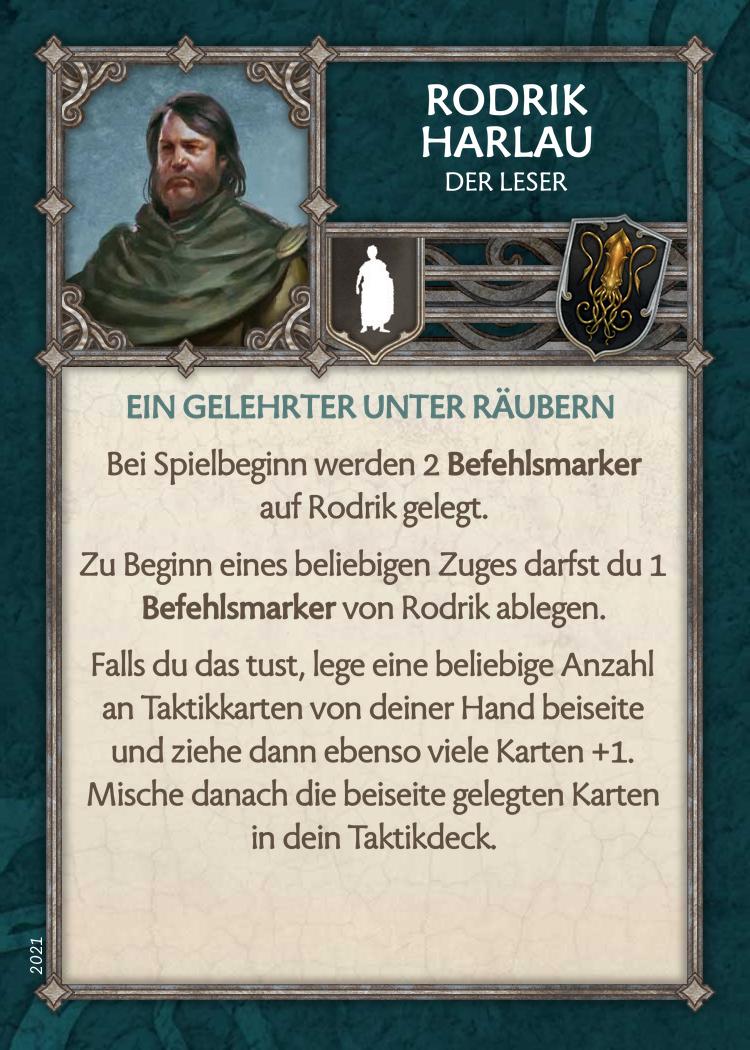 RODRIK
HARLAU
DER LESER
EIN GELEHRTER UNTER RÄUBERN
Bei Spielbeginn werden 2 Befehlsmarker
auf Rodrik gelegt.
Zu Beginn eines beliebigen Zuges darfst du 1
Befehlsmarker von Rodrik ablegen.
Falls du das tust, lege eine beliebige Anzahl
an Taktikkarten von deiner Hand beiseite
und ziehe dann ebenso viele Karten +1.
Mische danach die beiseite gelegten Karten
in dein Taktikdeck.
2021